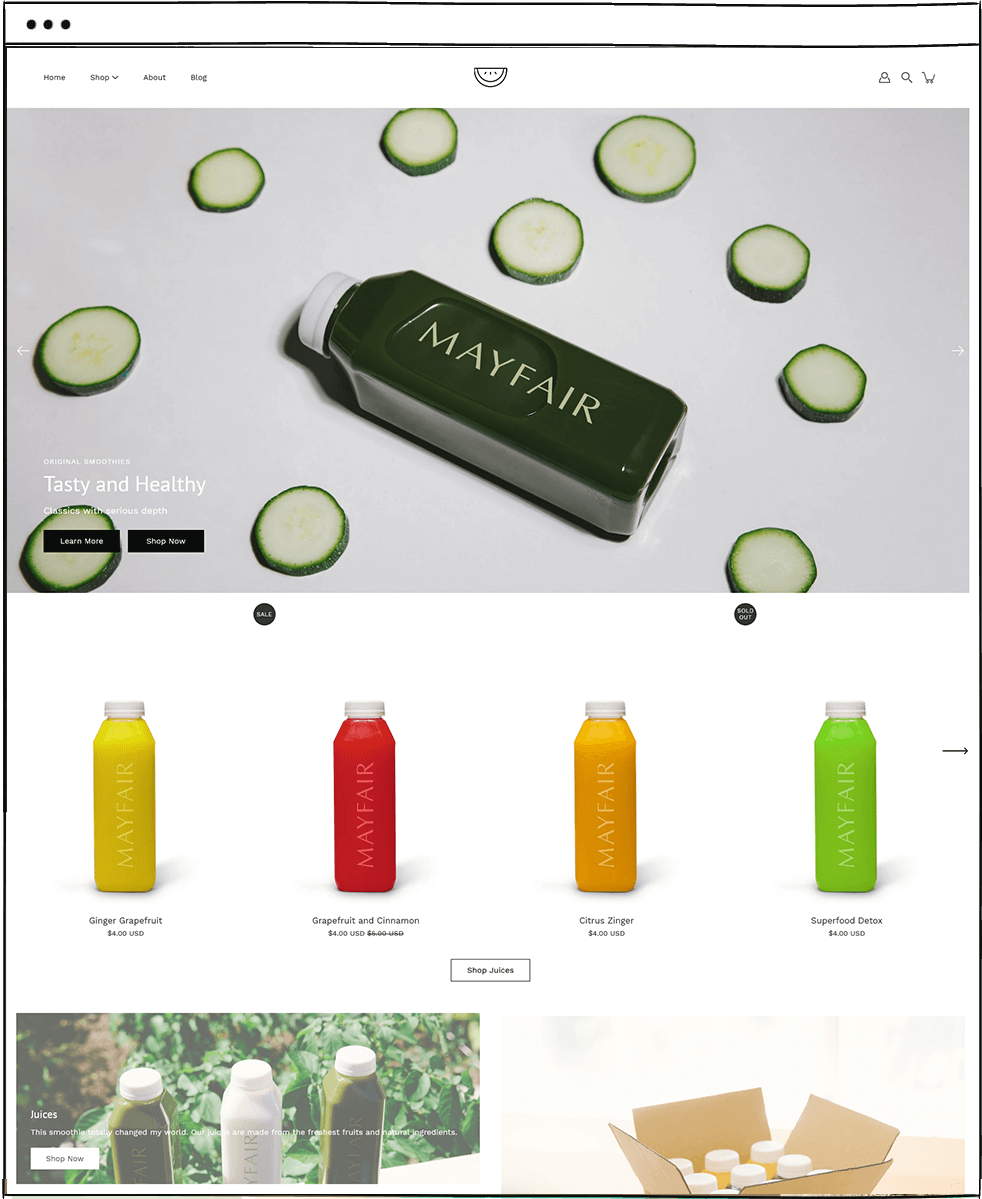 Home Shop About Blog
MAYFAIR
ORIGINAL SMOOTHIES
Tasty and Healthy
Classics with serious depth
Learn More Shop Now
SALE
SOLD
OUT
MAYFAIR
MAYFAIR
MAYFAIR
MAYFAIR
Ginger Grapefruit
$4.00 USD
Grapefruit and Cinnamon
$4.00 USD $5.00 USD
Citrus Zinger
$4.00 USD
Superfood Detox
$4.00 USD
Shop Juices
Juices
This smoothie totally changed my world. Our juices are made from the freshest fruits and natural ingredients.
Shop Now